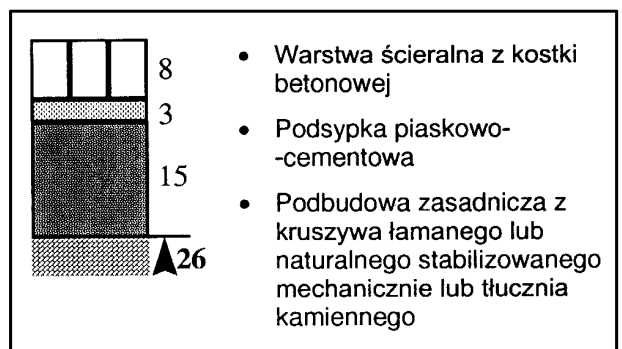 8
3
15
26
• Warstwa ścieralna z kostki
betonowej
• Podsypka piaskowo-
-cementowa
• Podbudowa zasadnicza z
kruszywa łamanego lub
naturalnego stabilizowanego
mechanicznie lub tłucznia
kamiennego